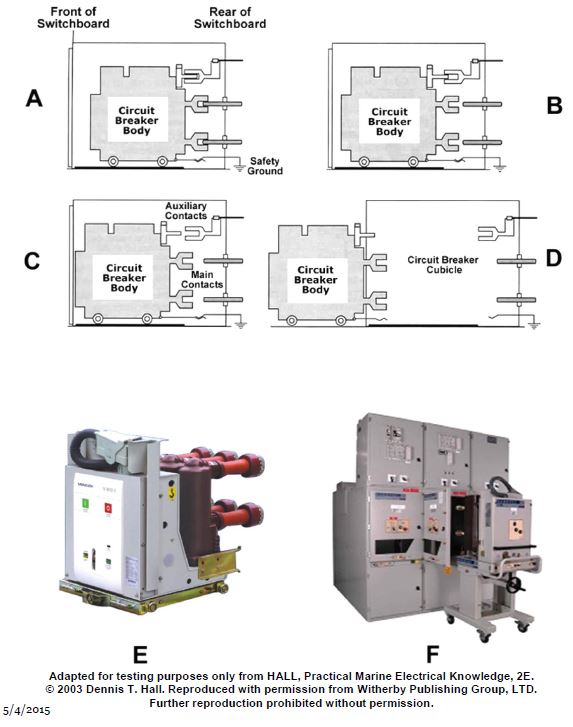 Front of
Switchboard
Rear of
Switchboard
A
Circuit
Breaker
Body
Safety
Ground
Circuit
Breaker
Body
B
C
Auxiliary
Contacts
Circuit
Breaker
Body
Main
Contacts
Circuit
Breaker
Body
Circuit Breaker
Cubicle
D
E
F
Adapted for testing purposes only from HALL, Practical Marine Electrical Knowledge, 2E.
© 2003 Dennis T. Hall. Reproduced with permission from Witherby Publishing Group, LTD.
Further reproduction prohibited without permission.
5/4/2015